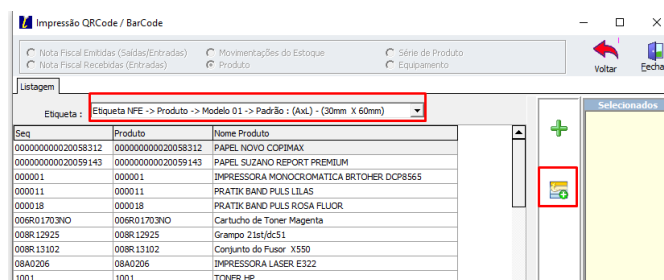 Impressão QRCode / BarCode
Nota Fiscal Emitidas (Saídas/Entradas) Movimentações do Estoque Série de Produto
Nota Fiscal Recebidas (Entradas) Produto Equipamento
Voltar Fecha
Listagem
Etiqueta : Etiqueta NFE -> Produto -> Modelo 01 -> Padrão : (AxL) - (30mm X 60mm)
Selecionados
Seq Produto Nome Produto
000000000020058312 000000000020058312 PAPEL NOVO COPIMAX
000000000020059143 000000000020059143 PAPEL SUZANO REPORT PREMIUM
000001 000001 IMPRESSORA MONOCROMATICA BRTOHER DCP8565
000011 000011 PRATIK BAND PULS LILAS
000018 000018 PRATIK BAND PULS ROSA FLUOR
006R01703NO 006R01703NO Cartucho de Toner Magenta
008R12925 008R12925 Grampo 21st/dc51
008R13102 008R13102 Conjunto do Fusor X550
08A0206 08A0206 IMPRESSORA LASER E322
1001 1001 TONER HP